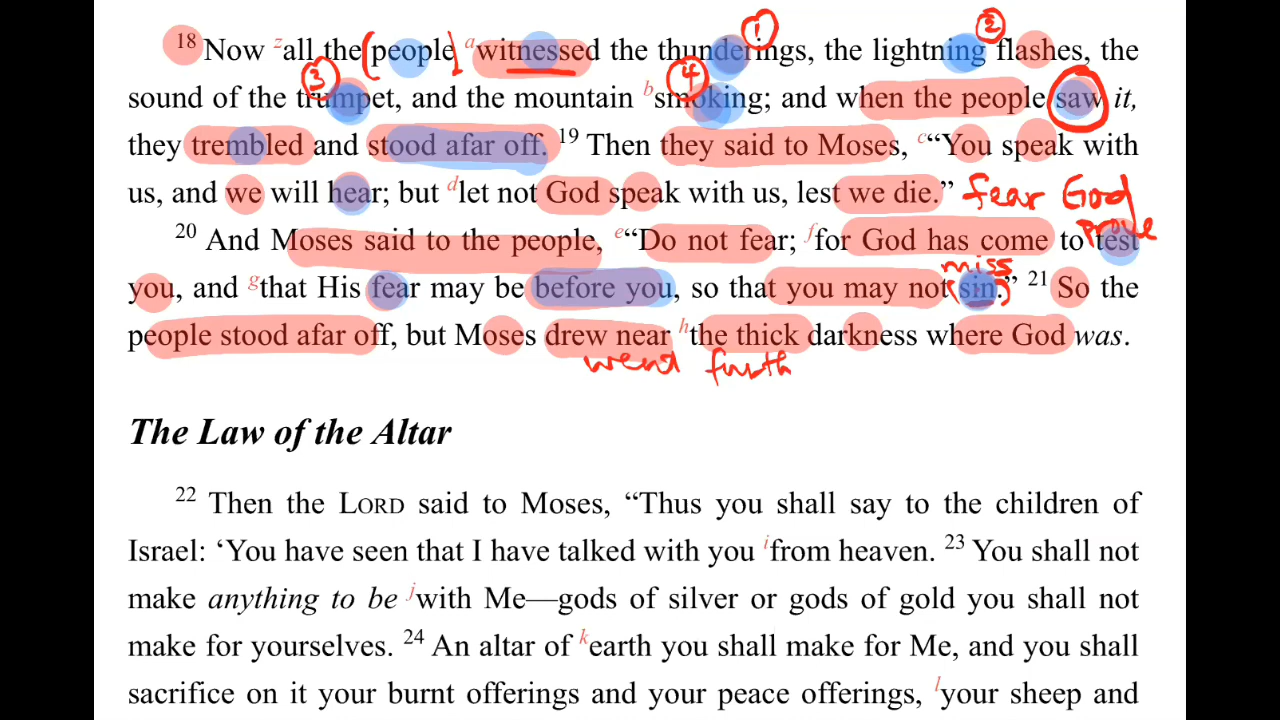 1 2
18 Now z all the (people) a witnessed the thunderings, the lightning flashes, the
3 4
sound of the trumpet, and the mountain b smoking; and when the people saw it,
they trembled and stood afar off. 19 Then they said to Moses, c “You speak with
us, and we will hear; but d let not God speak with us, lest we die.” fear God
prove
20 And Moses said to the people, e “Do not fear; f for God has come to test
miss
you, and g that His fear may be before you, so that you may not (sin.”) 21 So the
people stood afar off, but Moses drew near h the thick darkness where God was.
went furth
The Law of the Altar
22 Then the LORD said to Moses, “Thus you shall say to the children of
Israel: ‘You have seen that I have talked with you i from heaven. 23 You shall not
make anything to be j with Me—gods of silver or gods of gold you shall not
make for yourselves. 24 An altar of k earth you shall make for Me, and you shall
sacrifice on it your burnt offerings and your peace offerings, l your sheep and